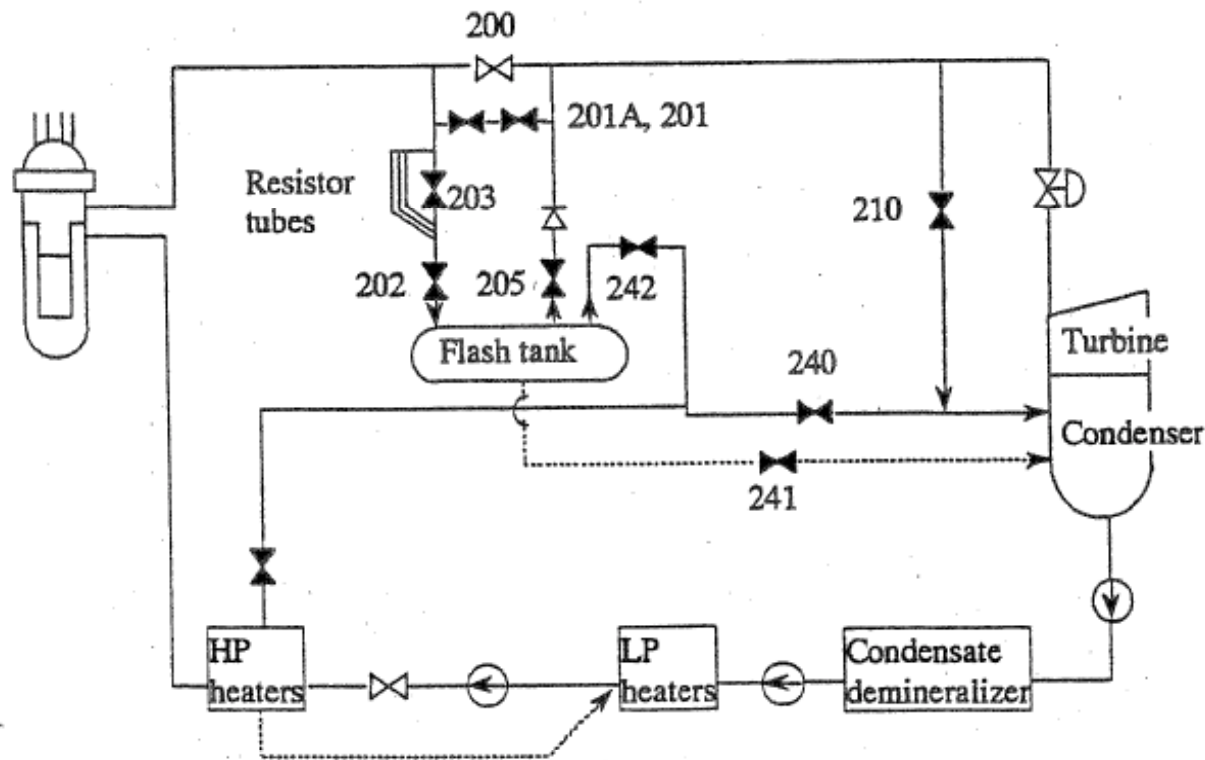 200
201A, 201
Resistor
tubes
203
210
202
205
242
Flash tank
240
Turbine
Condenser
241
HP
heaters
LP
heaters
Condensate
demineralizer